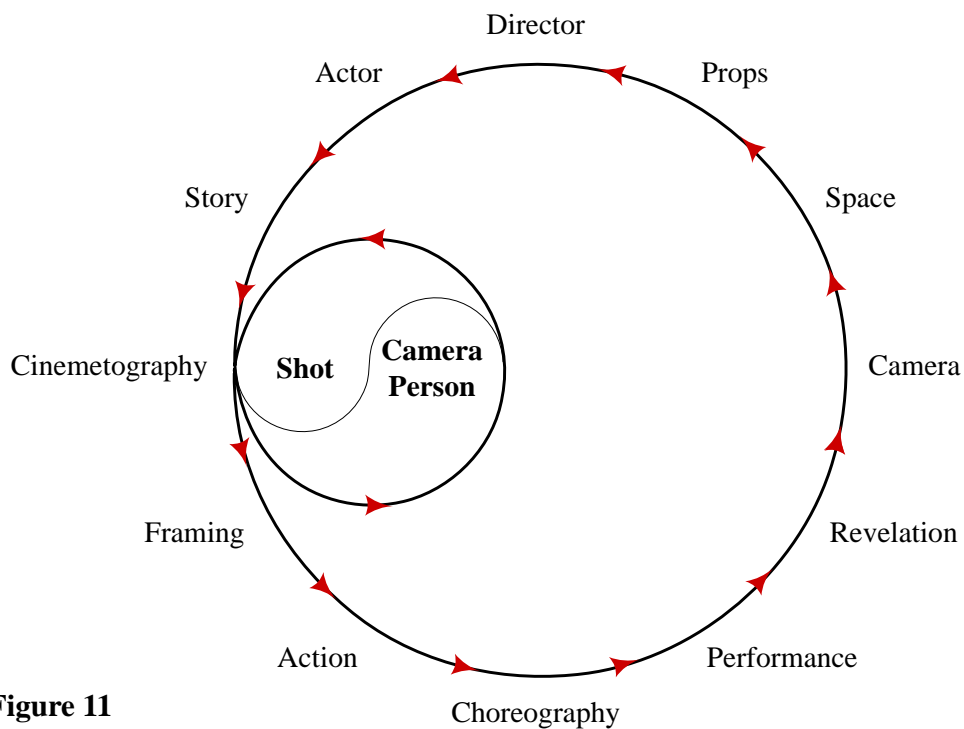 Director
Actor
Props
Story
Space
Cinemetography
Shot
Camera
Person
Camera
Framing
Revelation
Action
Performance
Choreography
Figure 11